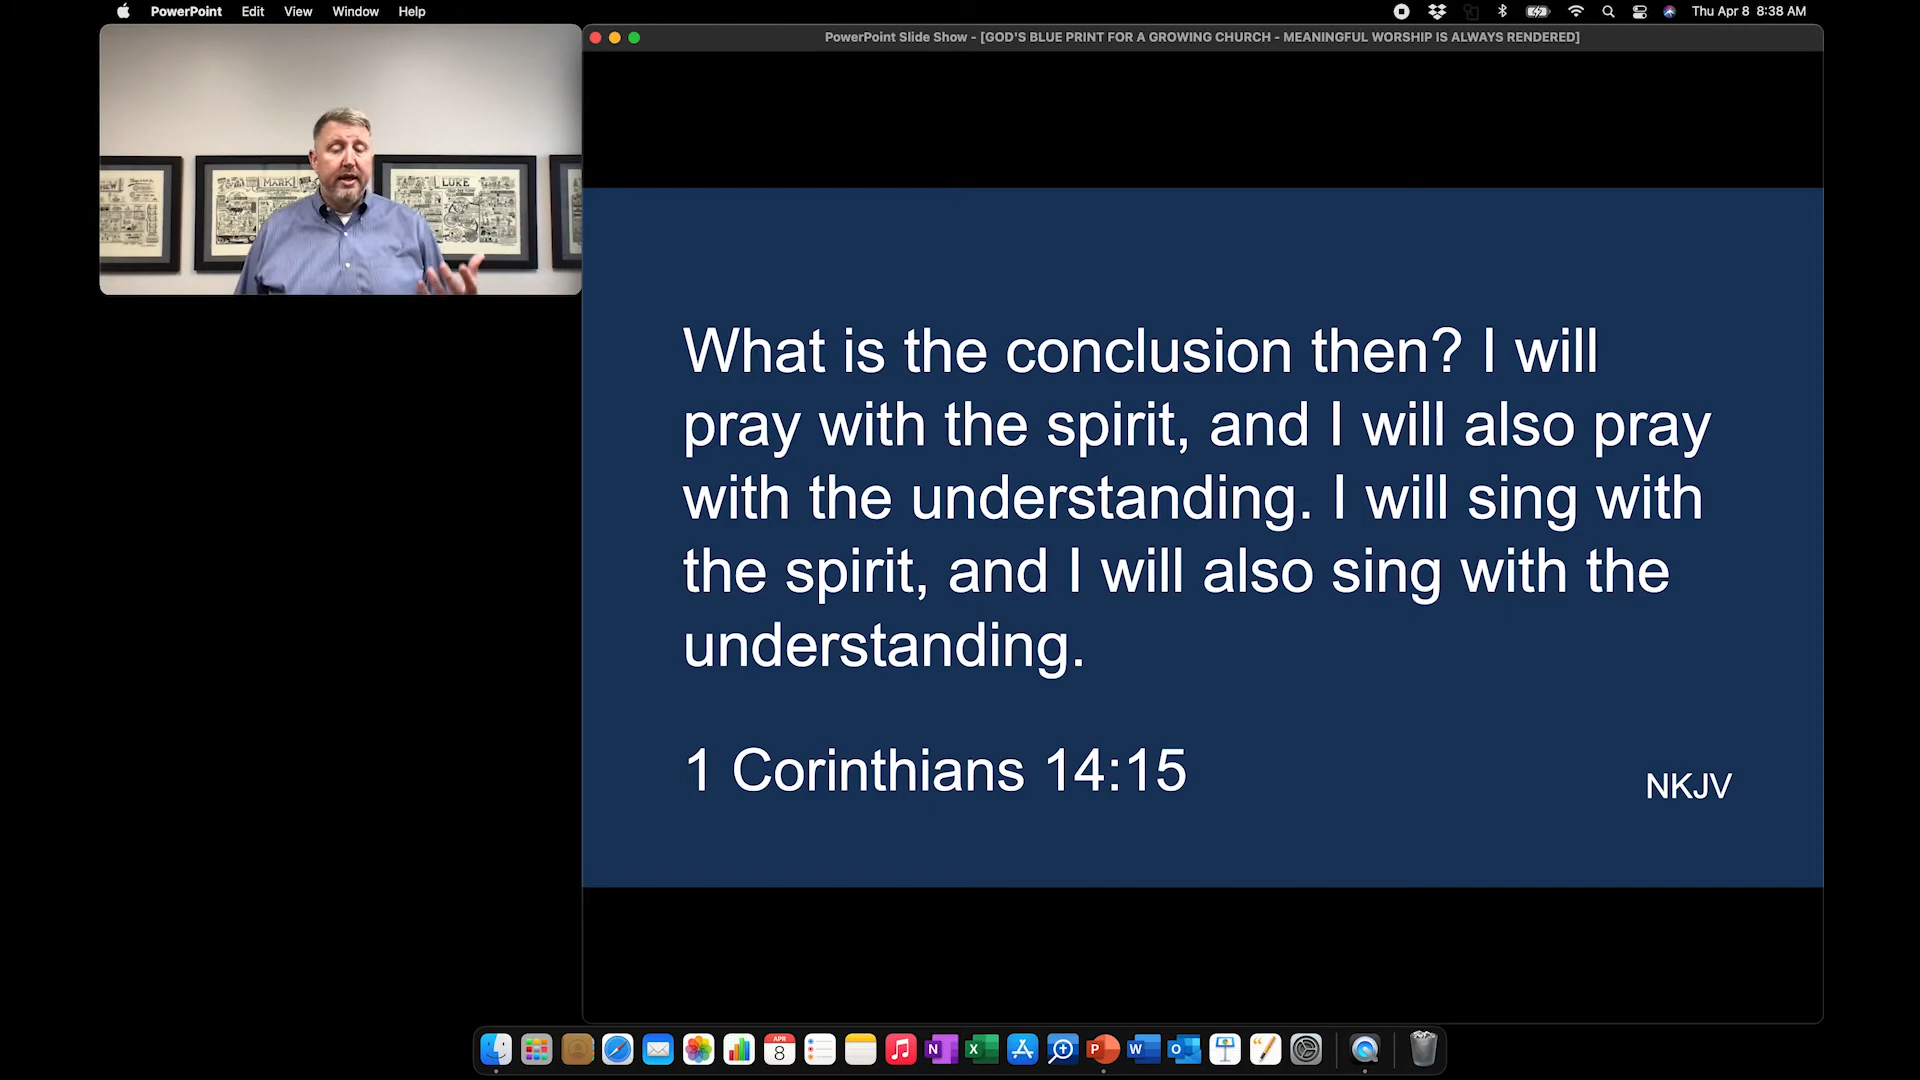 PowerPoint Edit View Window Help
Thu Apr 8 8:38 AM
PowerPoint Slide Show - [GOD'S BLUE PRINT FOR A GROWING CHURCH - MEANINGFUL WORSHIP IS ALWAYS RENDERED]
MARK
LUKE
What is the conclusion then? I will
pray with the spirit, and I will also pray
with the understanding. I will sing with
the spirit, and I will also sing with the
understanding.
1 Corinthians 14:15
NKJV
APR
8
N
X
P
W